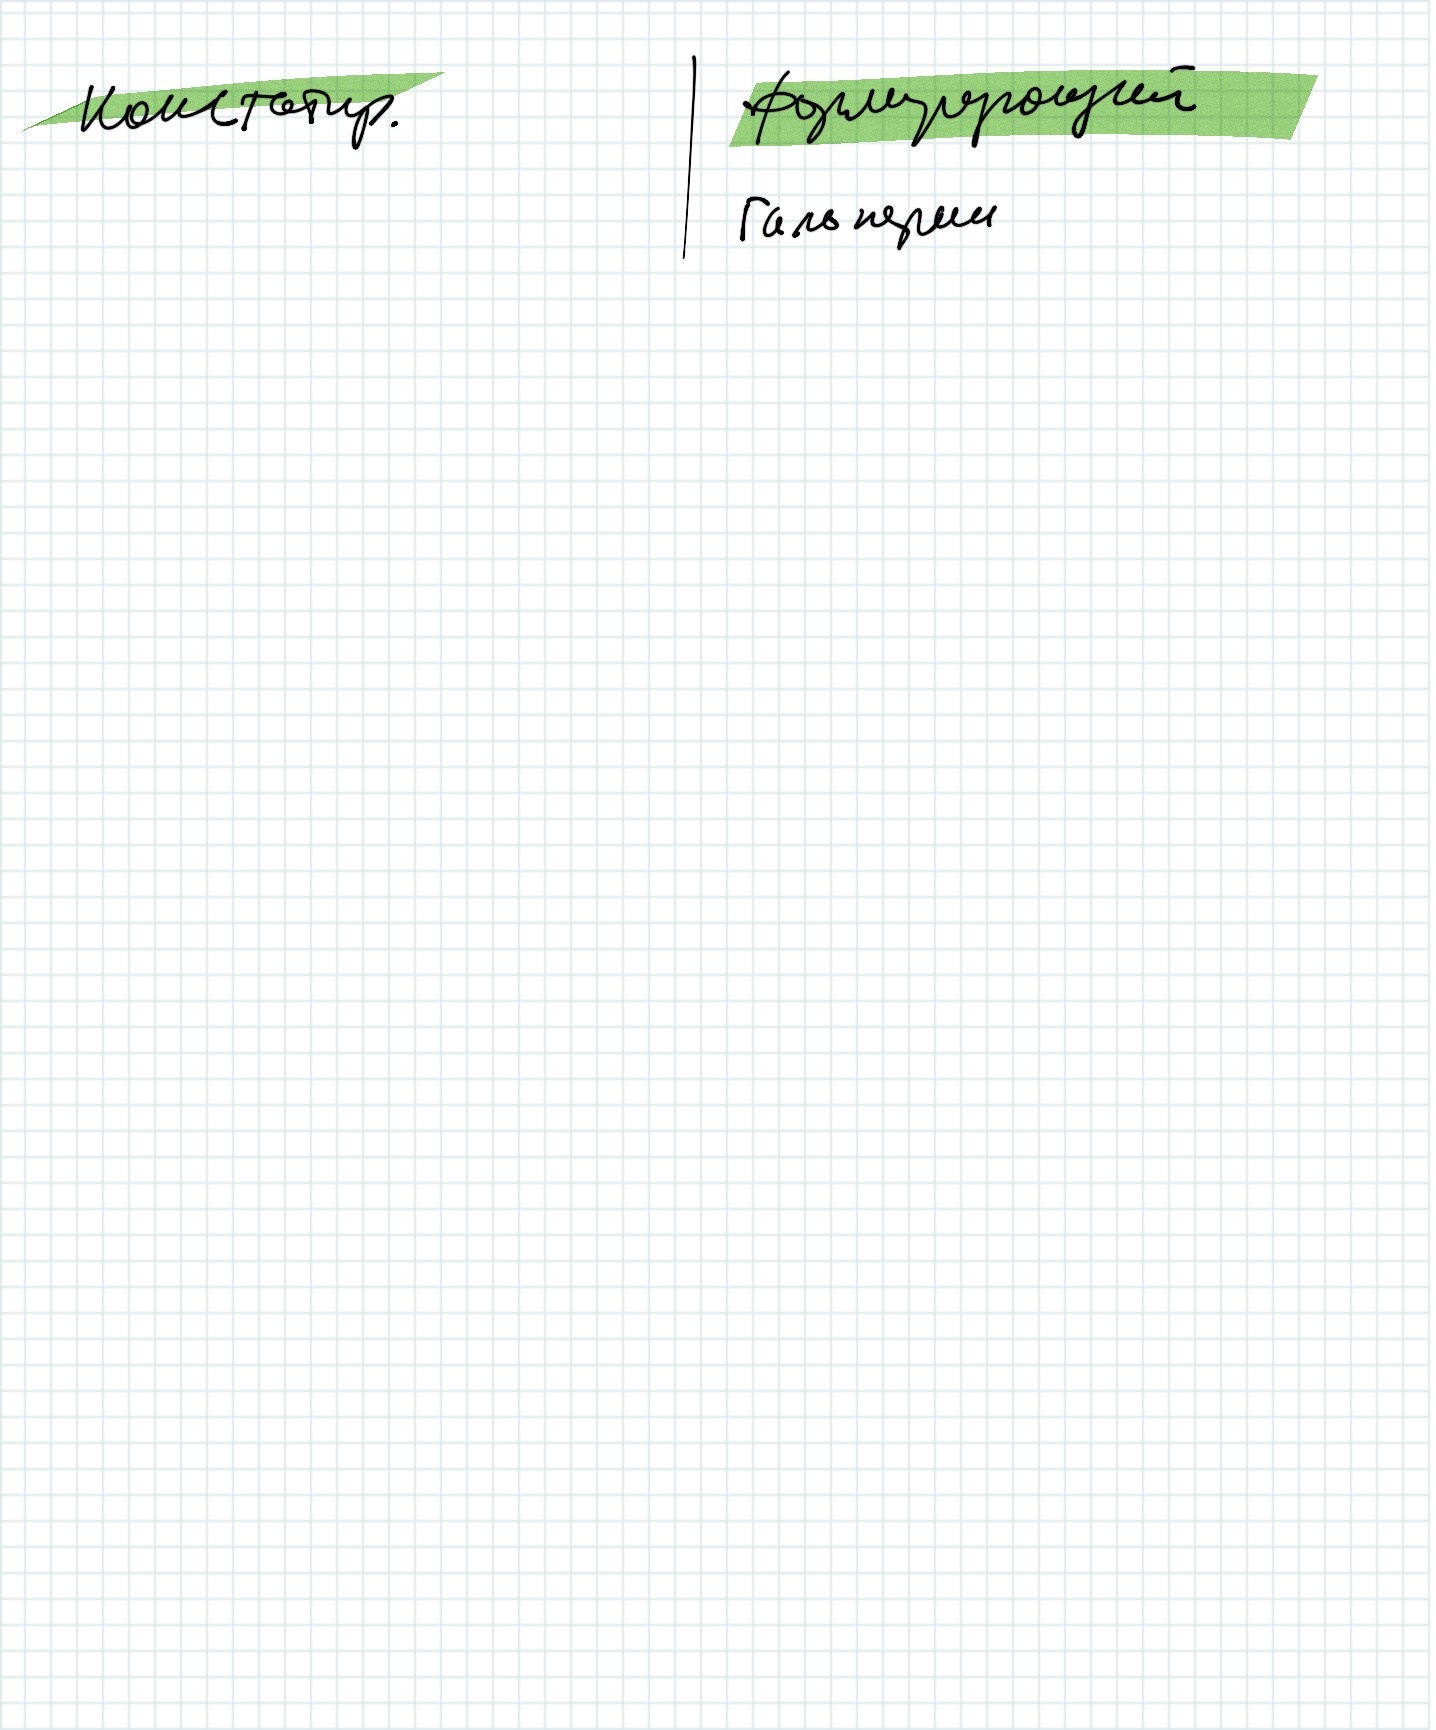 Констатир.
формирующий
Гальперин